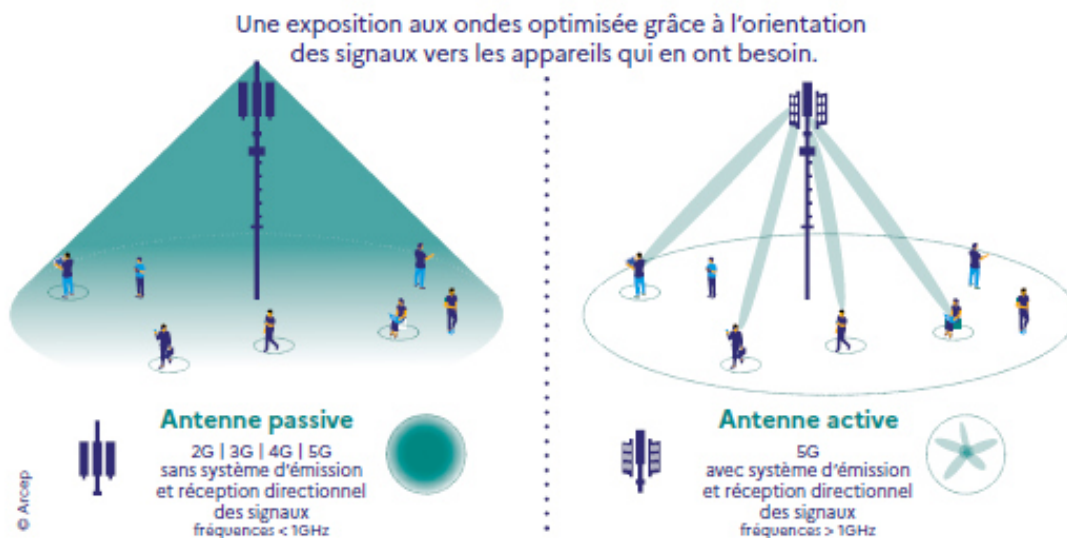 Une exposition aux ondes optimisée grâce à l'orientation
des signaux vers les appareils qui en ont besoin.
Antenne passive
2G | 3G | 4G | 5G
sans système d'émission
et réception directionnel
des signaux
fréquences < 1GHz
Antenne active
5G
avec système d'émission
et réception directionnel
des signaux
fréquences > 1GHz
© Arcep